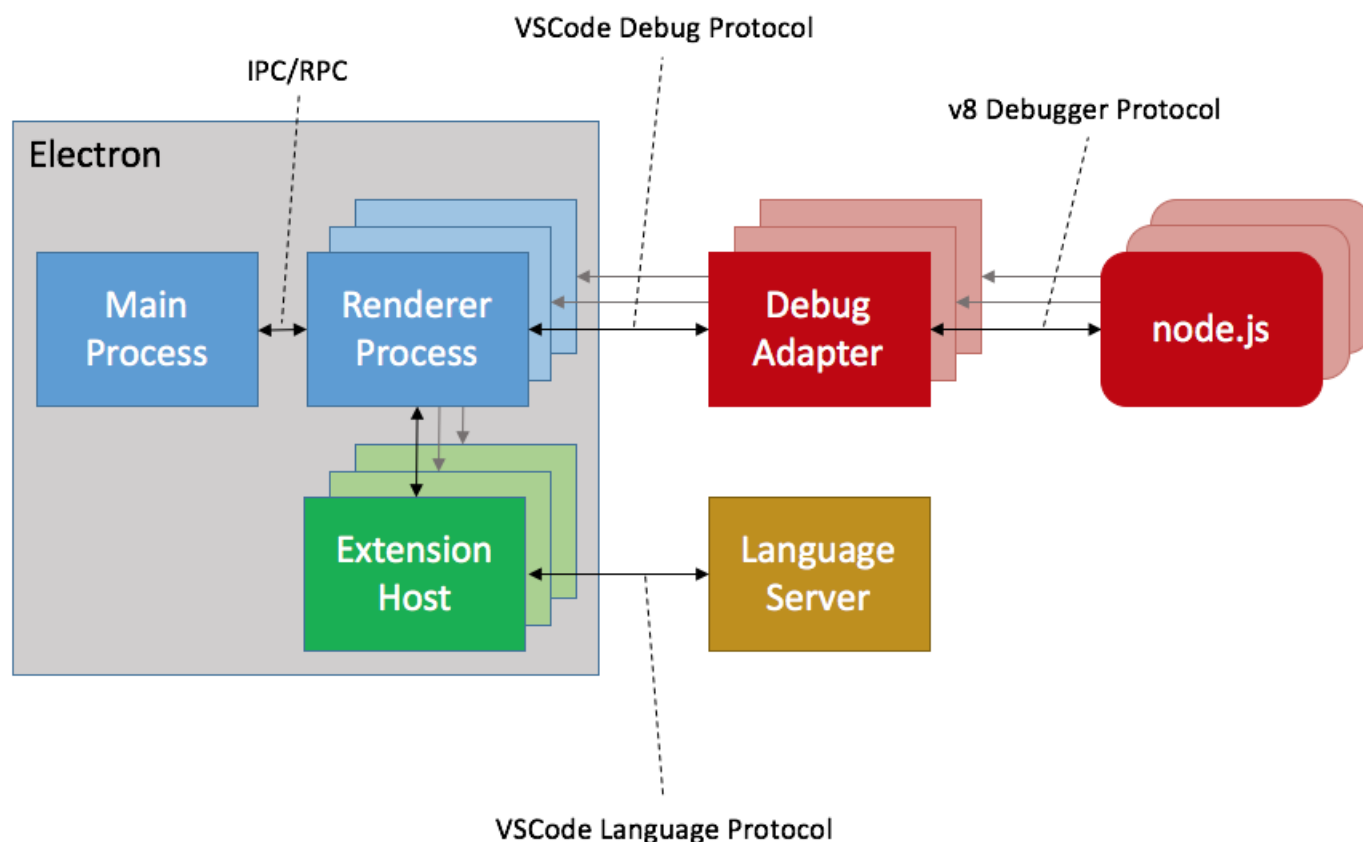 VSCode Debug Protocol
IPC/RPC
v8 Debugger Protocol
Electron
Main
Process
Renderer
Process
Debug
Adapter
node.js
Extension
Host
Language
Server
VSCode Language Protocol